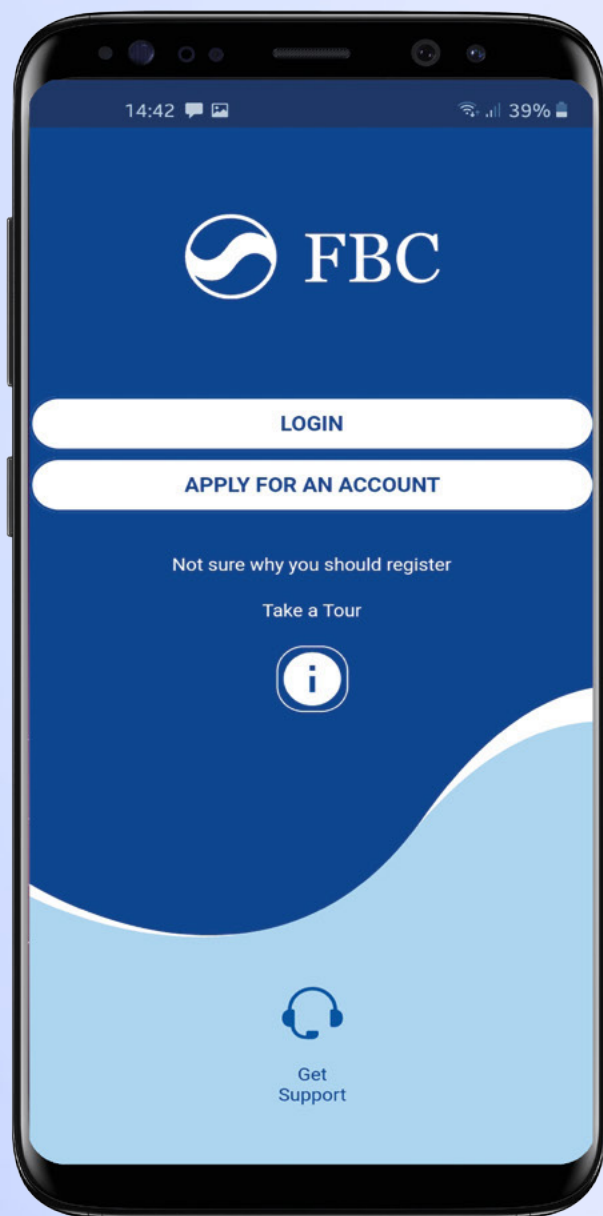 14:42
39%
FBC
LOGIN
APPLY FOR AN ACCOUNT
Not sure why you should register
Take a Tour
i
Get
Support